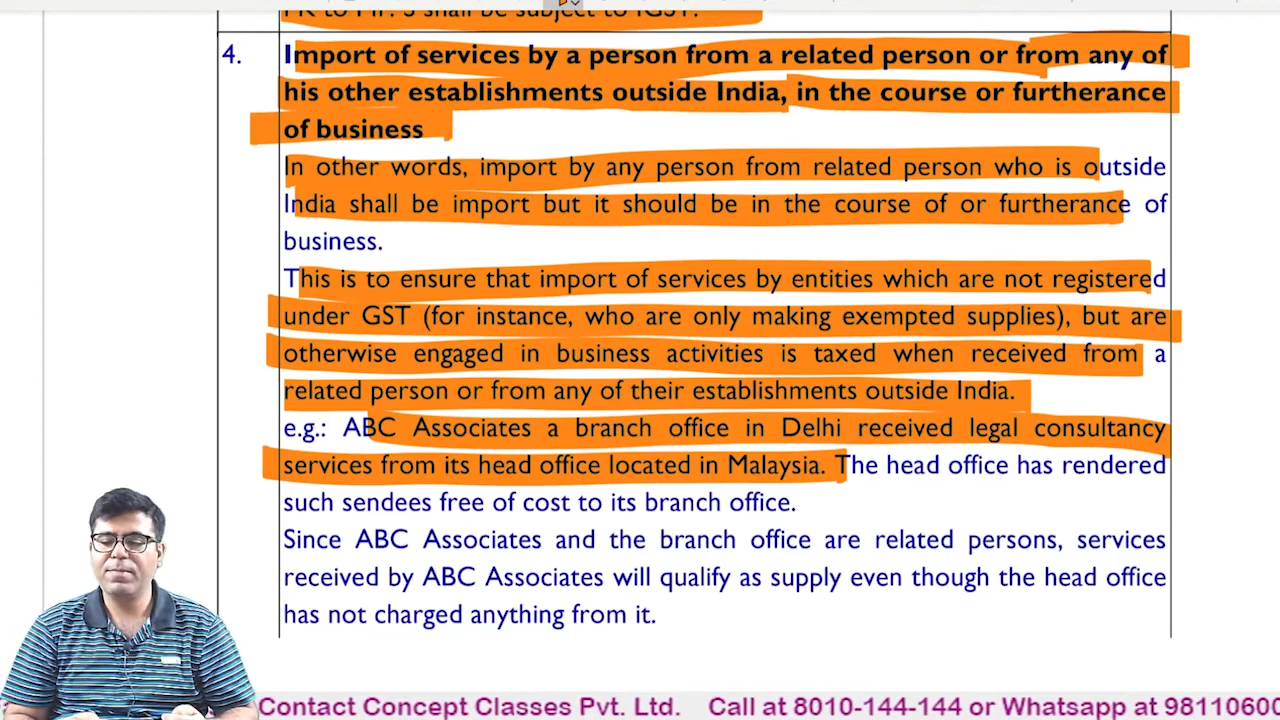 PR to MP. S shall be subject to IGST.
4. Import of services by a person from a related person or from any of
his other establishments outside India, in the course or furtherance
of business
In other words, import by any person from related person who is outside
India shall be import but it should be in the course of or furtherance of
business.
This is to ensure that import of services by entities which are not registered
under GST (for instance, who are only making exempted supplies), but are
otherwise engaged in business activities is taxed when received from a
related person or from any of their establishments outside India.
e.g.: ABC Associates a branch office in Delhi received legal consultancy
services from its head office located in Malaysia. The head office has rendered
such sendees free of cost to its branch office.
Since ABC Associates and the branch office are related persons, services
received by ABC Associates will qualify as supply even though the head office
has not charged anything from it.
Contact Concept Classes Pvt. Ltd. Call at 8010-144-144 or Whatsapp at 98110600